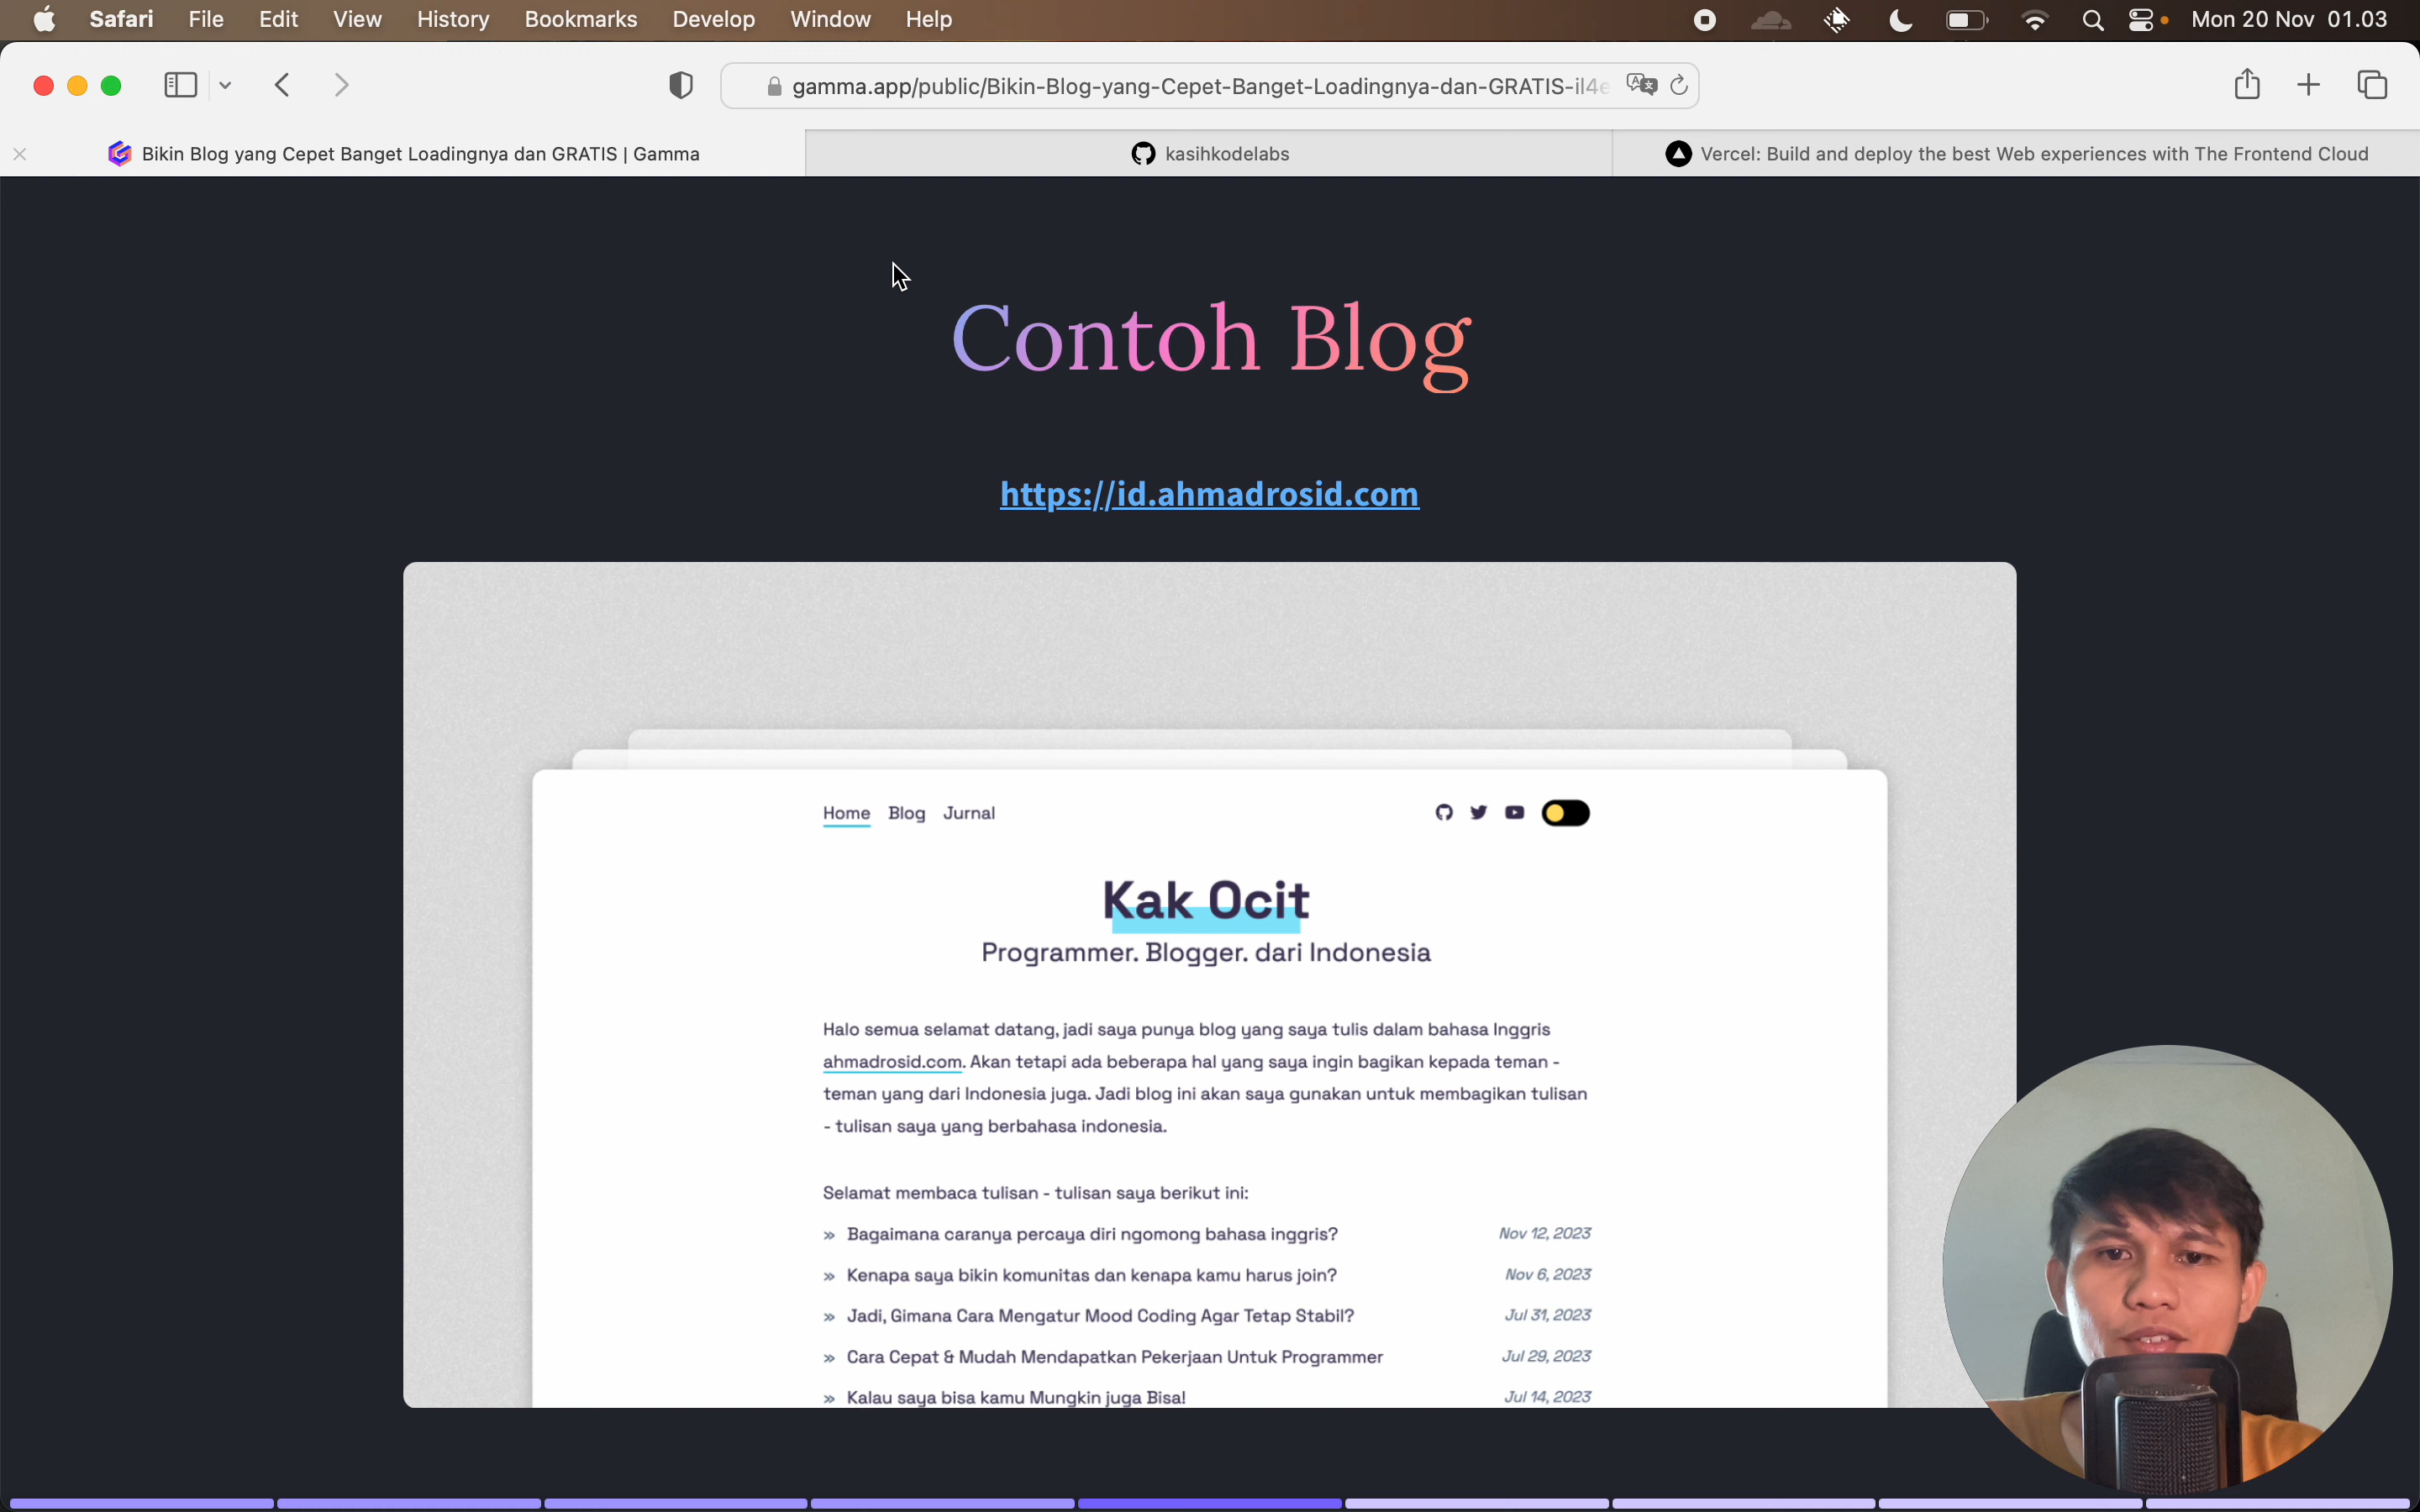 Safari File Edit View History Bookmarks Develop Window Help
Mon 20 Nov 01.03
gamma.app/public/Bikin-Blog-yang-Cepet-Banget-Loadingnya-dan-GRATIS-il4e
Bikin Blog yang Cepet Banget Loadingnya dan GRATIS | Gamma
kasihkodelabs
Vercel: Build and deploy the best Web experiences with The Frontend Cloud
Contoh Blog
https://id.ahmadrosid.com
Home Blog Jurnal
Kak Ocit
Programmer. Blogger. dari Indonesia
Halo semua selamat datang, jadi saya punya blog yang saya tulis dalam bahasa Inggris
ahmadrosid.com. Akan tetapi ada beberapa hal yang saya ingin bagikan kepada teman -
teman yang dari Indonesia juga. Jadi blog ini akan saya gunakan untuk membagikan tulisan
- tulisan saya yang berbahasa indonesia.
Selamat membaca tulisan - tulisan saya berikut ini:
» Bagaimana caranya percaya diri ngomong bahasa inggris? Nov 12, 2023
» Kenapa saya bikin komunitas dan kenapa kamu harus join? Nov 6, 2023
» Jadi, Gimana Cara Mengatur Mood Coding Agar Tetap Stabil? Jul 31, 2023
» Cara Cepat & Mudah Mendapatkan Pekerjaan Untuk Programmer Jul 29, 2023
» Kalau saya bisa kamu Mungkin juga Bisa! Jul 14, 2023